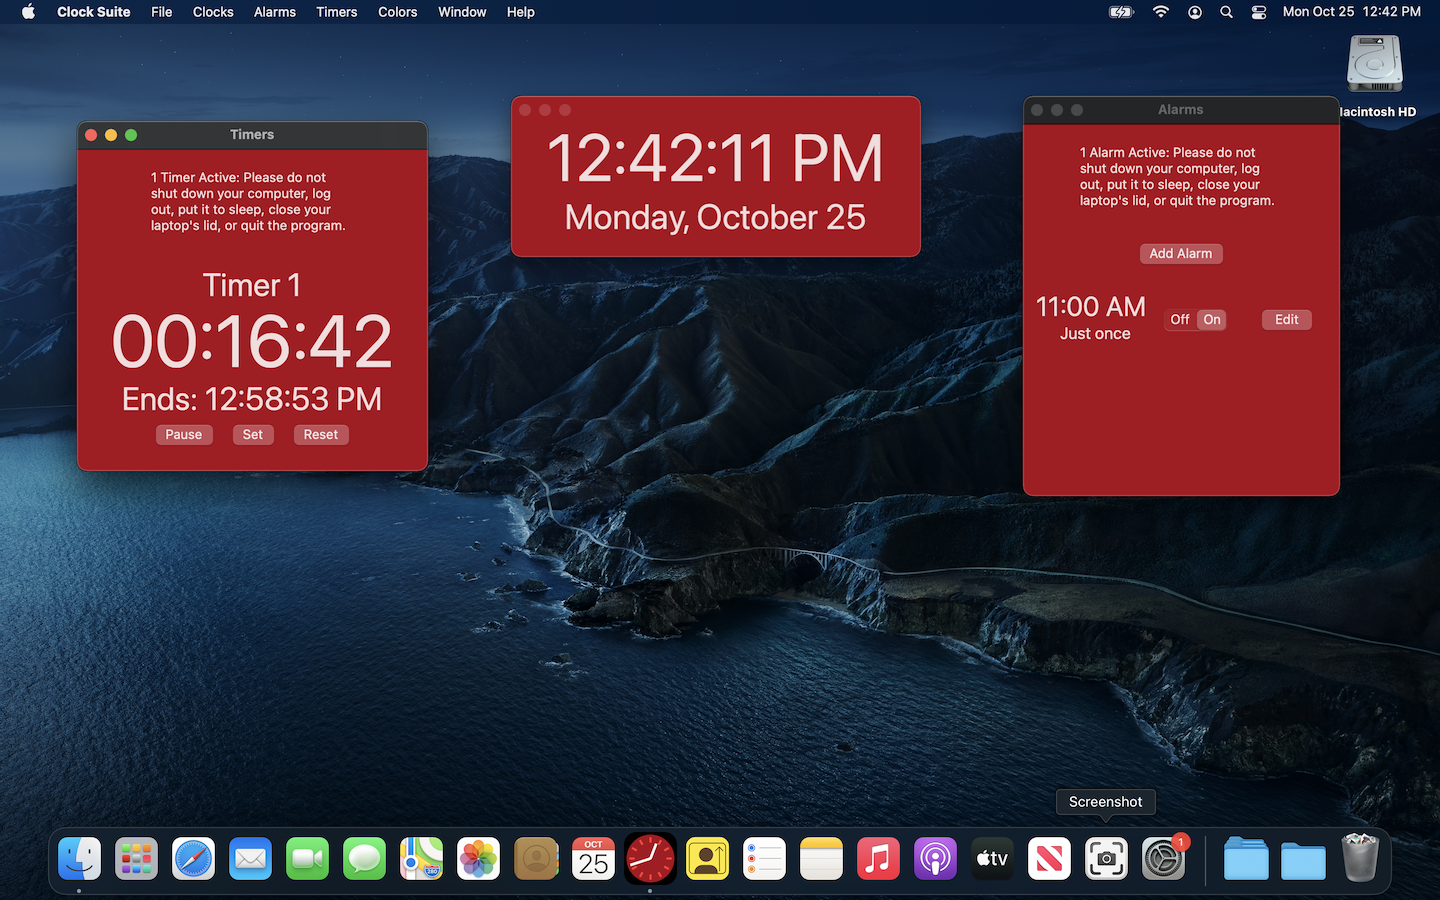 Clock Suite File Clocks Alarms Timers Colors Window Help Mon Oct 25 12:42 PM
acintosh HD
Timers
1 Timer Active: Please do not
shut down your computer, log
out, put it to sleep, close your
laptop's lid, or quit the program.
Timer 1
00:16:42
Ends: 12:58:53 PM
Pause Set Reset
12:42:11 PM
Monday, October 25
Alarms
1 Alarm Active: Please do not
shut down your computer, log
out, put it to sleep, close your
laptop's lid, or quit the program.
Add Alarm
11:00 AM Off On Edit
Just once
Screenshot
OCT
25
280
tv
1